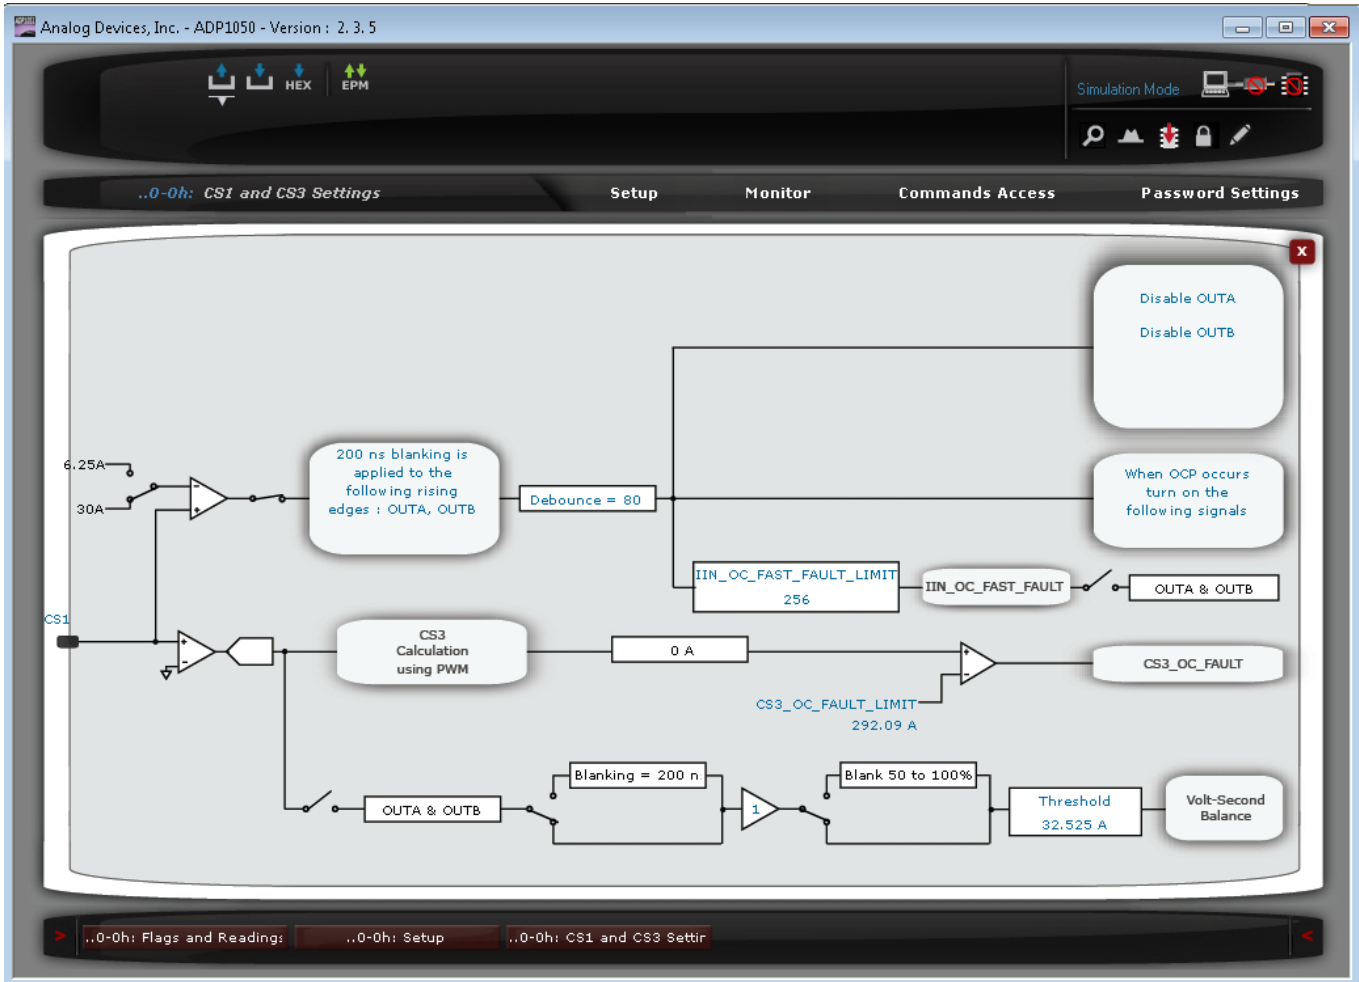 Analog Devices, Inc. - ADP1050 - Version : 2. 3. 5
HEX
EPM
Simulation Mode
..0-0h: CS1 and CS3 Settings
Setup
Monitor
Commands Access
Password Settings
x
Disable OUTA
Disable OUTB
6.25A
30A
200 ns blanking is
applied to the
following rising
edges : OUTA, OUTB
Debounce = 80
When OCP occurs
turn on the
following signals
IIN_OC_FAST_FAULT_LIMIT
256
IIN_OC_FAST_FAULT
OUTA & OUTB
CS1
CS3
Calculation
using PWM
0 A
CS3_OC_FAULT_LIMIT
292.09 A
CS3_OC_FAULT
OUTA & OUTB
Blanking = 200 n
1
Blank 50 to 100%
Threshold
32.525 A
Volt-Second
Balance
> ..0-0h: Flags and Readings
..0-0h: Setup
..0-0h: CS1 and CS3 Settir
<